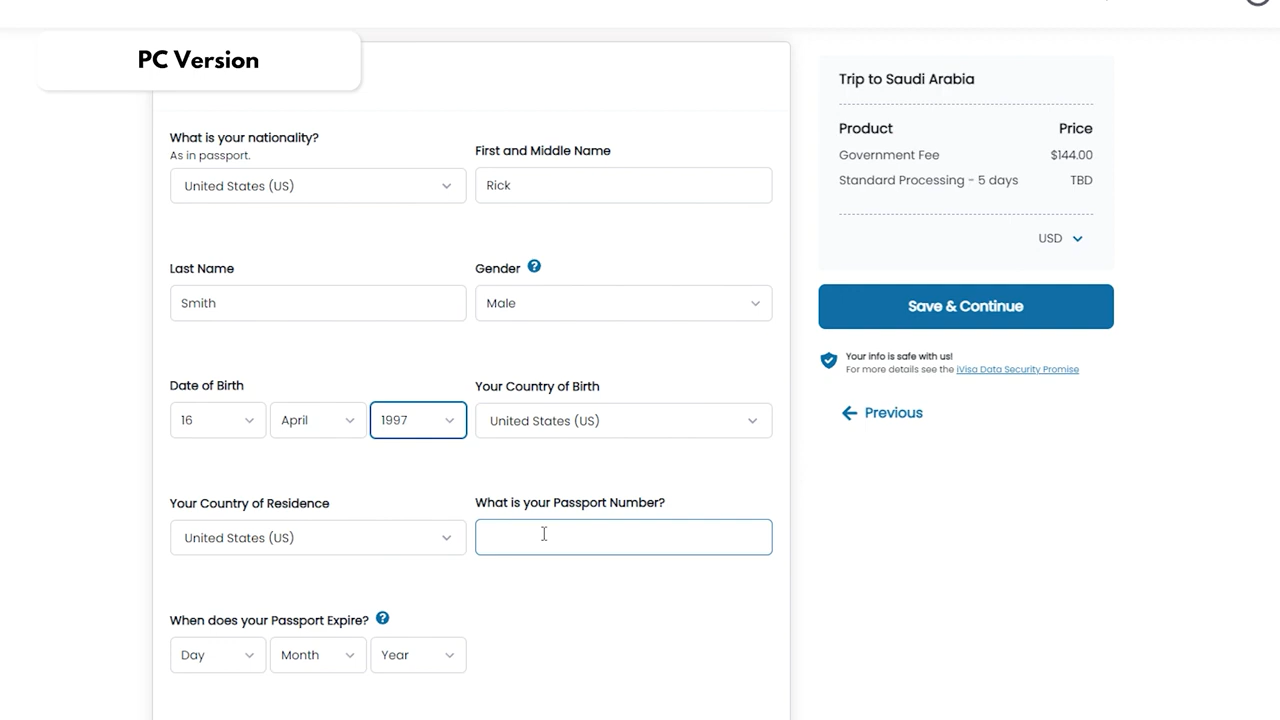 PC Version
What is your nationality?
As in passport.
United States (US)
First and Middle Name
Rick
Last Name
Smith
Gender ?
Male
Date of Birth
16 April 1997
Your Country of Birth
United States (US)
Your Country of Residence
United States (US)
What is your Passport Number?
When does your Passport Expire? ?
Day Month Year
Trip to Saudi Arabia
Product Price
Government Fee $144.00
Standard Processing - 5 days TBD
USD
Save & Continue
Your info is safe with us!
For more details see the iVisa Data Security Promise
Previous